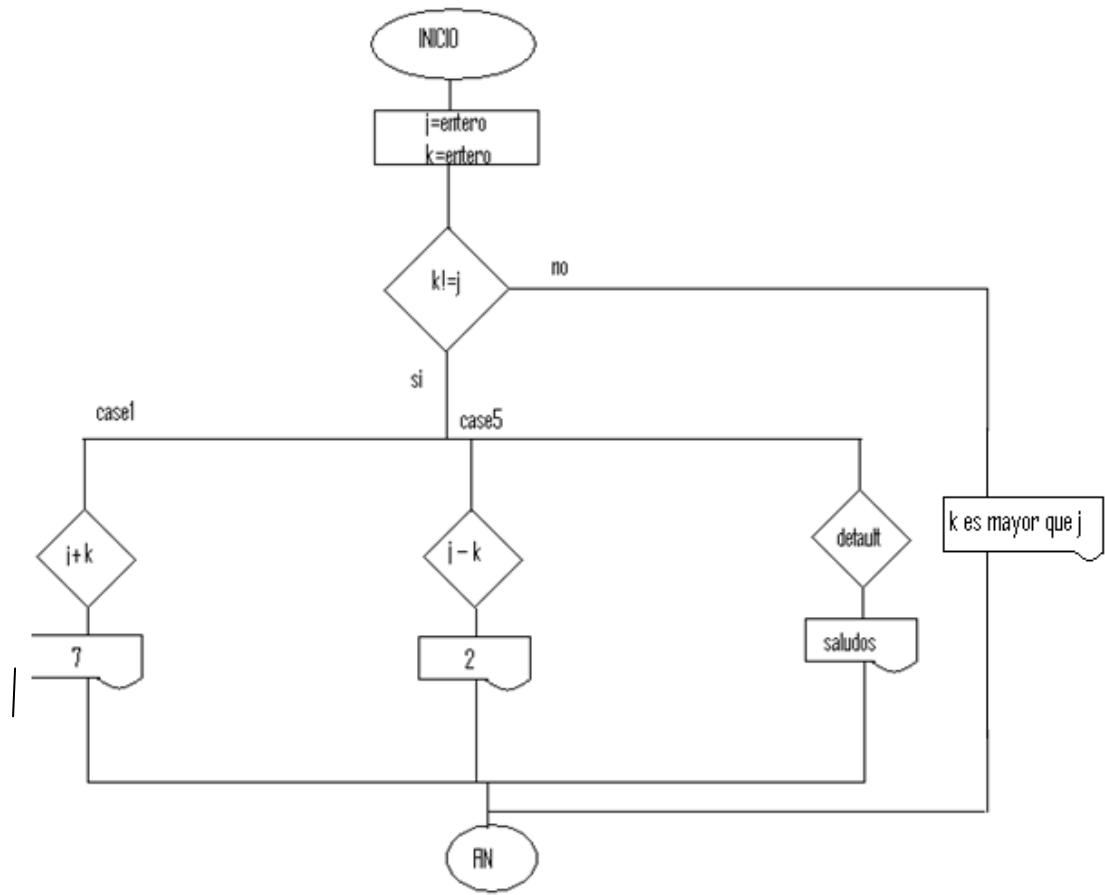 INICIO
j=entero
k=entero
k!=j
no
si
case1
case5
j+k
j - k
default
k es mayor que j
7
2
saludos
FIN